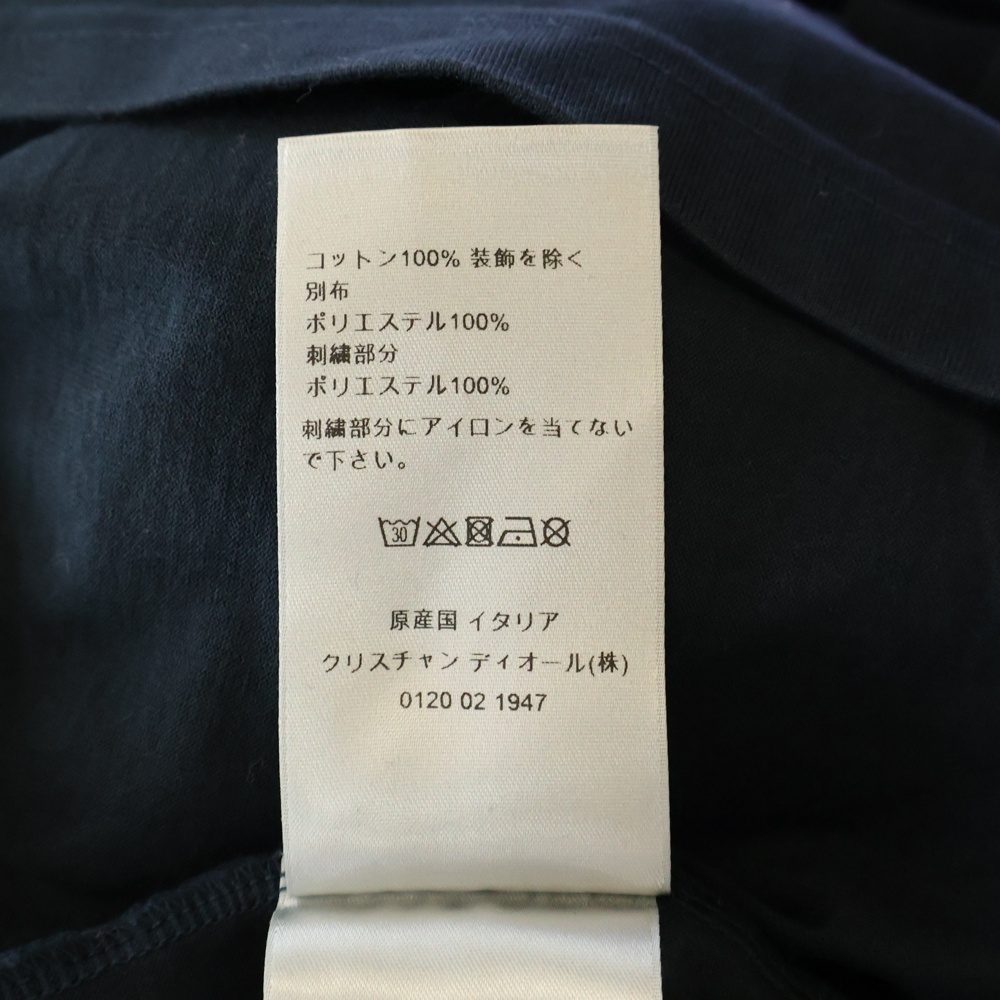 コットン100% 装飾を除く
別布
ポリエステル100%
刺繍部分
ポリエステル100%
刺繍部分にアイロンを当てない
で下さい。
30
原産国 イタリア
クリスチャン ディオール(株)
0120 02 1947